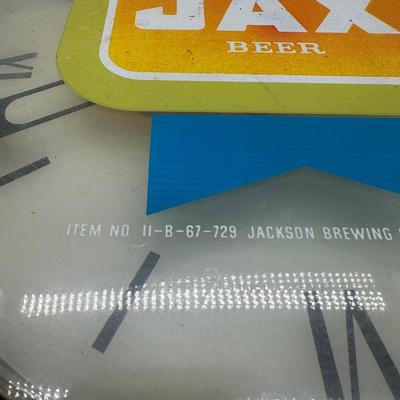 JAX
BEER
ITEM NO 11-B-67-729 JACKSON BREWING